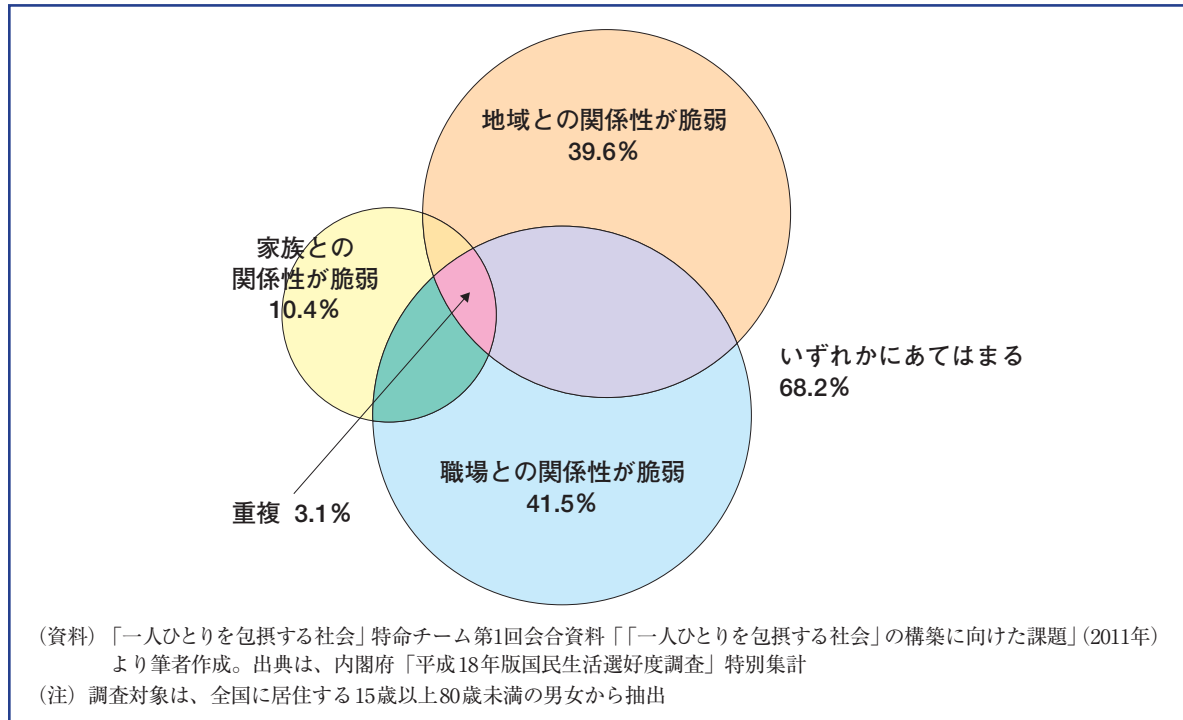 地域との関係性が脆弱
39.6%
家族との
関係性が脆弱
10.4%
いずれかにあてはまる
68.2%
職場との関係性が脆弱
41.5%
重複 3.1%
(資料)「一人ひとりを包摂する社会」特命チーム第1回会合資料「「一人ひとりを包摂する社会」の構築に向けた課題」(2011年)
より筆者作成。出典は、内閣府「平成18年版国民生活選好度調査」特別集計
(注)調査対象は、全国に居住する15歳以上80歳未満の男女から抽出